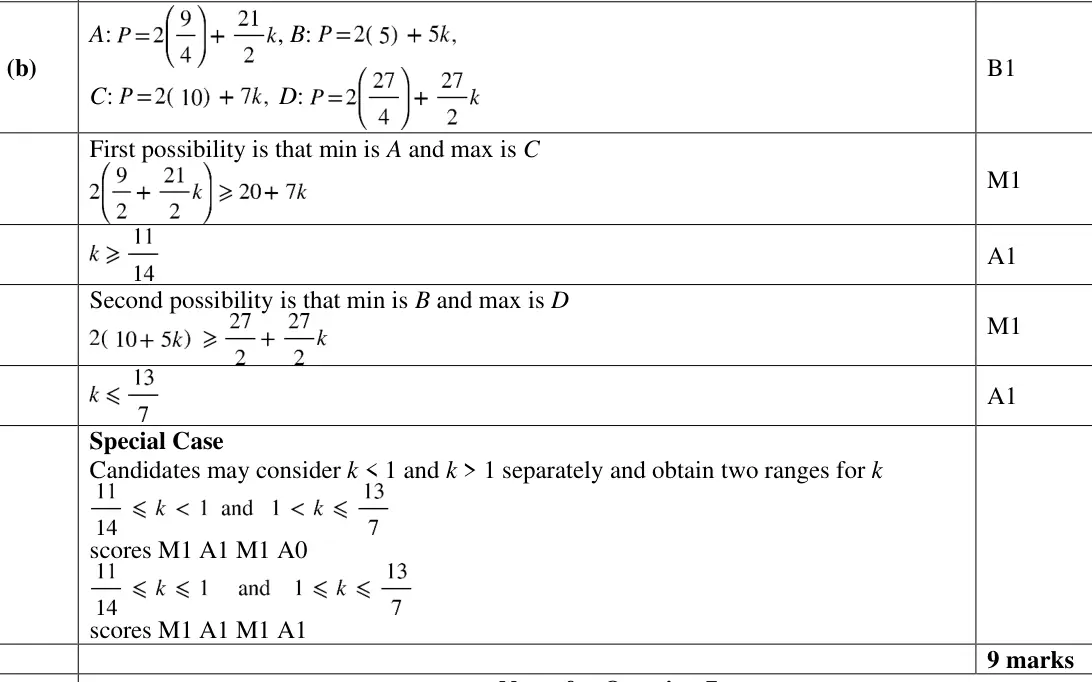 (b) A: P = 2(9/4) + 21/2 k, B: P = 2( 5) + 5k, B1
C: P = 2( 10) + 7k, D: P = 2(27/4) + 27/2 k
First possibility is that min is A and max is C
2(9/2 + 21/2 k) ⩾ 20 + 7k M1
k ⩾ 11/14 A1
Second possibility is that min is B and max is D
2( 10 + 5k) ⩾ 27/2 + 27/2 k M1
k ⩽ 13/7 A1
Special Case
Candidates may consider k < 1 and k > 1 separately and obtain two ranges for k
11/14 ⩽ k < 1 and 1 < k ⩽ 13/7
scores M1 A1 M1 A0
11/14 ⩽ k ⩽ 1 and 1 ⩽ k ⩽ 13/7
scores M1 A1 M1 A1
9 marks